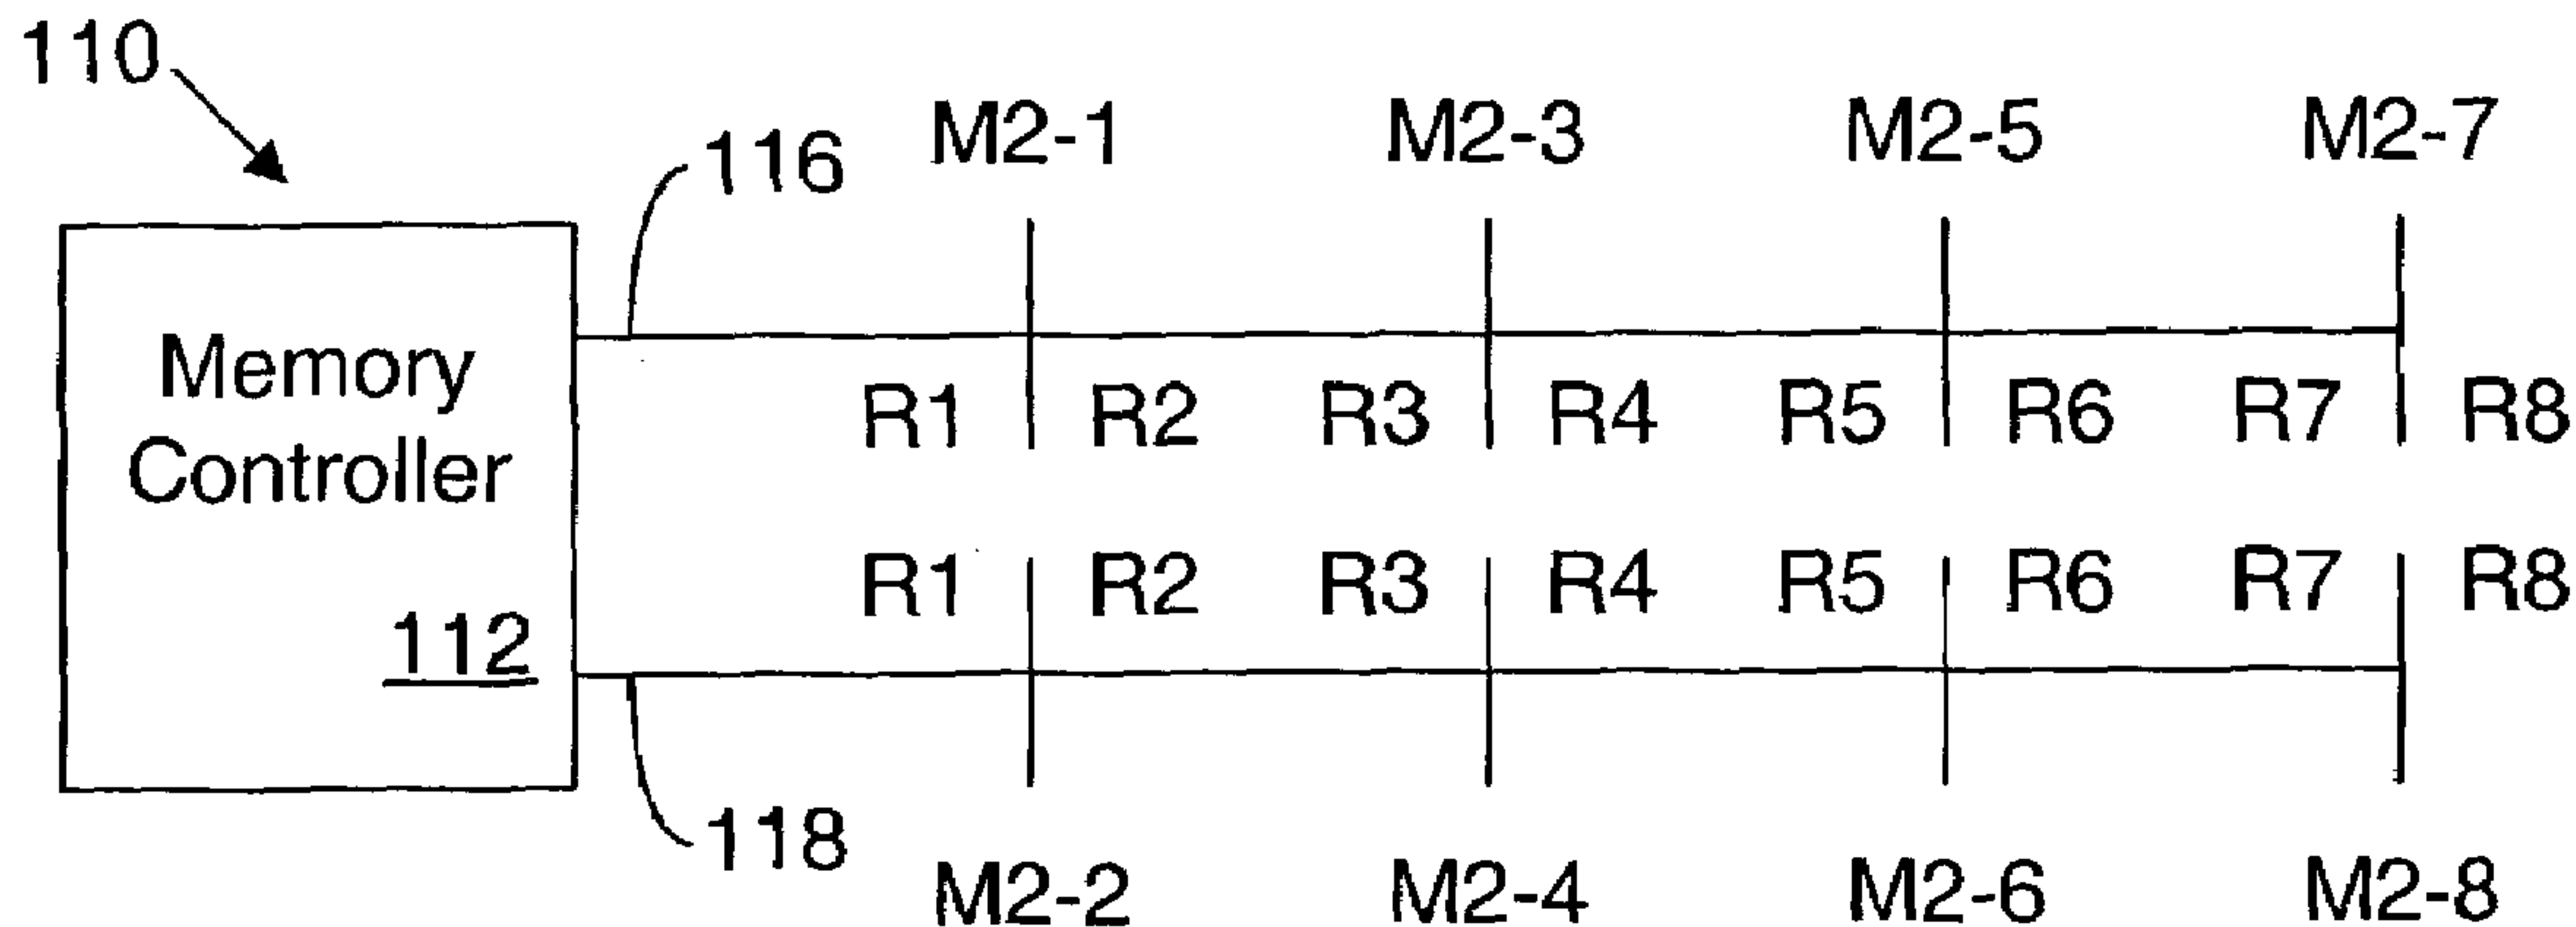 110
116
M2-1 M2-3 M2-5 M2-7
Memory
Controller
112
R1 R2 R3 R4 R5 R6 R7 R8
R1 R2 R3 R4 R5 R6 R7 R8
118
M2-2 M2-4 M2-6 M2-8